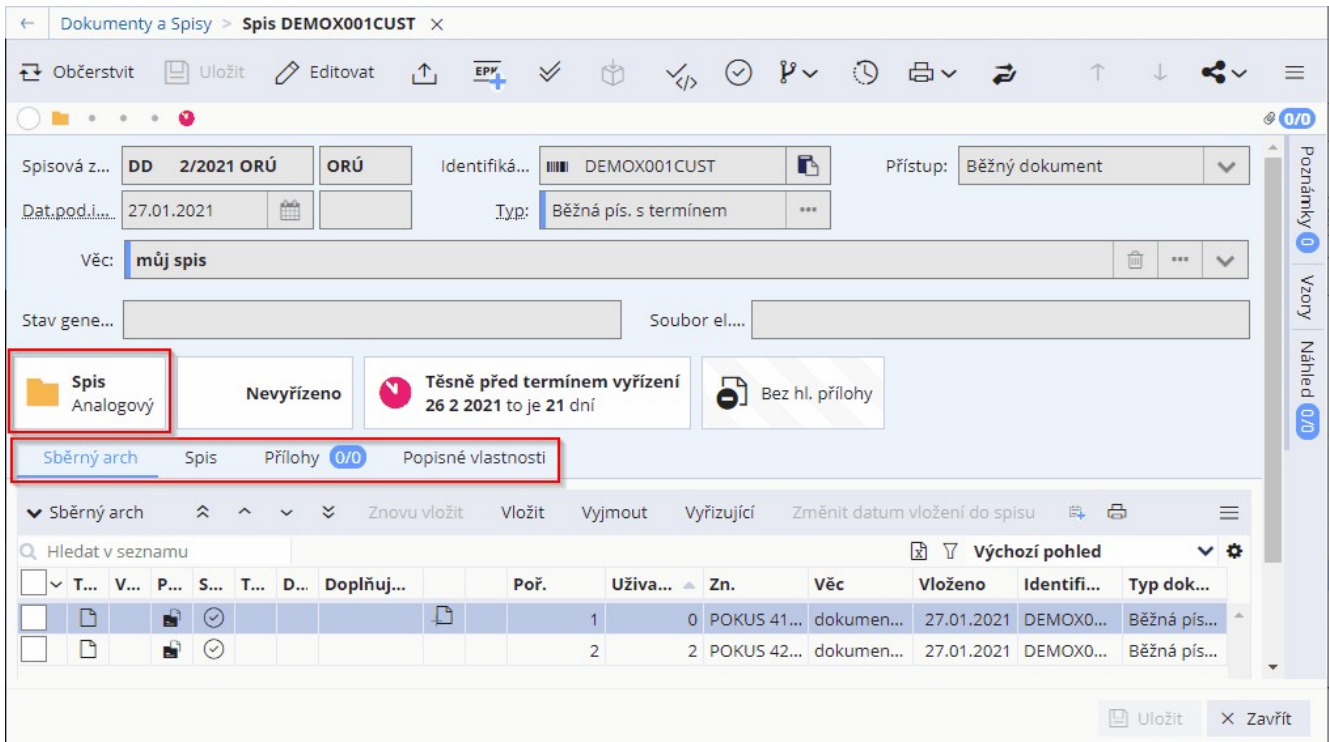 ← Dokumenty a Spisy > Spis DEMOX001CUST ×
Občerstvit Uložit Editovat EPK
0/0
Spisová z... DD 2/2021 ORÚ ORÚ Identifiká... DEMOX001CUST Přístup: Běžný dokument
Dat.pod.i... 27.01.2021 Typ: Běžná pís. s termínem ...
Věc: můj spis ...
Stav gene... Soubor el....
Spis
Analogový
Nevyřízeno
Těsně před termínem vyřízení
26 2 2021 to je 21 dní
Bez hl. přílohy
Poznámky 0
Vzory
Náhled 0/0
Sběrný arch Spis Přílohy 0/0 Popisné vlastnosti
Sběrný arch Znovu vložit Vložit Vyjmout Vyřizující Změnit datum vložení do spisu
Hledat v seznamu Výchozí pohled
T... V... P... S... T... D... Doplňuj... Poř. Uživa... Zn. Věc Vloženo Identifi... Typ dok...
1 0 POKUS 41... dokumen... 27.01.2021 DEMOX0... Běžná pís...
2 2 POKUS 42... dokumen... 27.01.2021 DEMOX0... Běžná pís...
Uložit × Zavřít